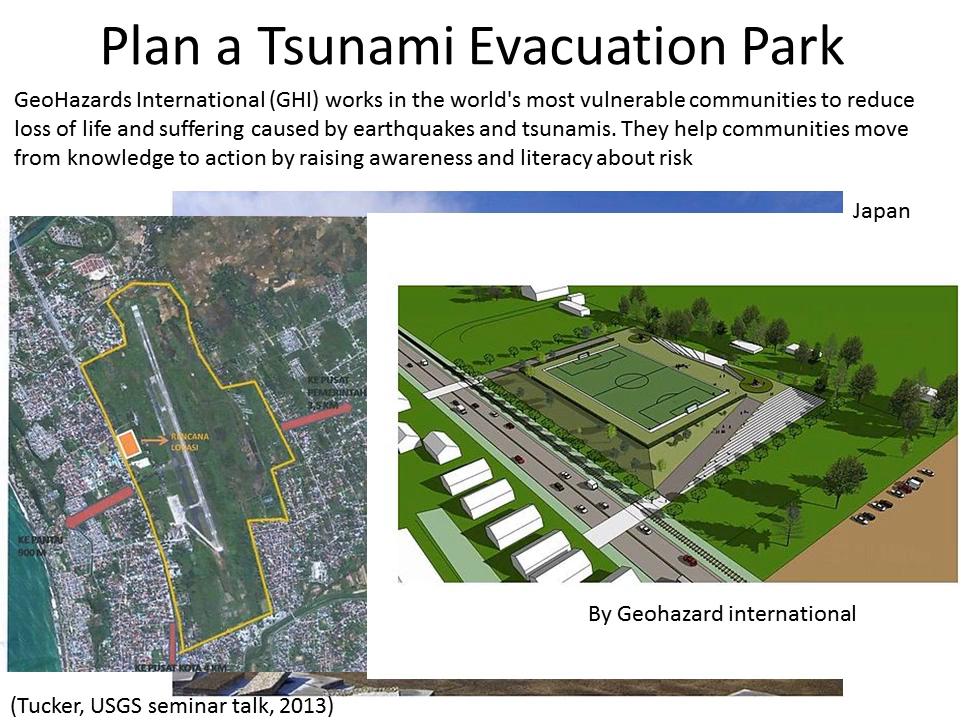 Plan a Tsunami Evacuation Park
GeoHazards International (GHI) works in the world's most vulnerable communities to reduce
loss of life and suffering caused by earthquakes and tsunamis. They help communities move
from knowledge to action by raising awareness and literacy about risk
Japan
KE PUSAT
PEMERINTAH
RENCANA
LOKASI
KE PANTAI
900 M
KE PUSAT KOTA 4 KM
By Geohazard international
(Tucker, USGS seminar talk, 2013)